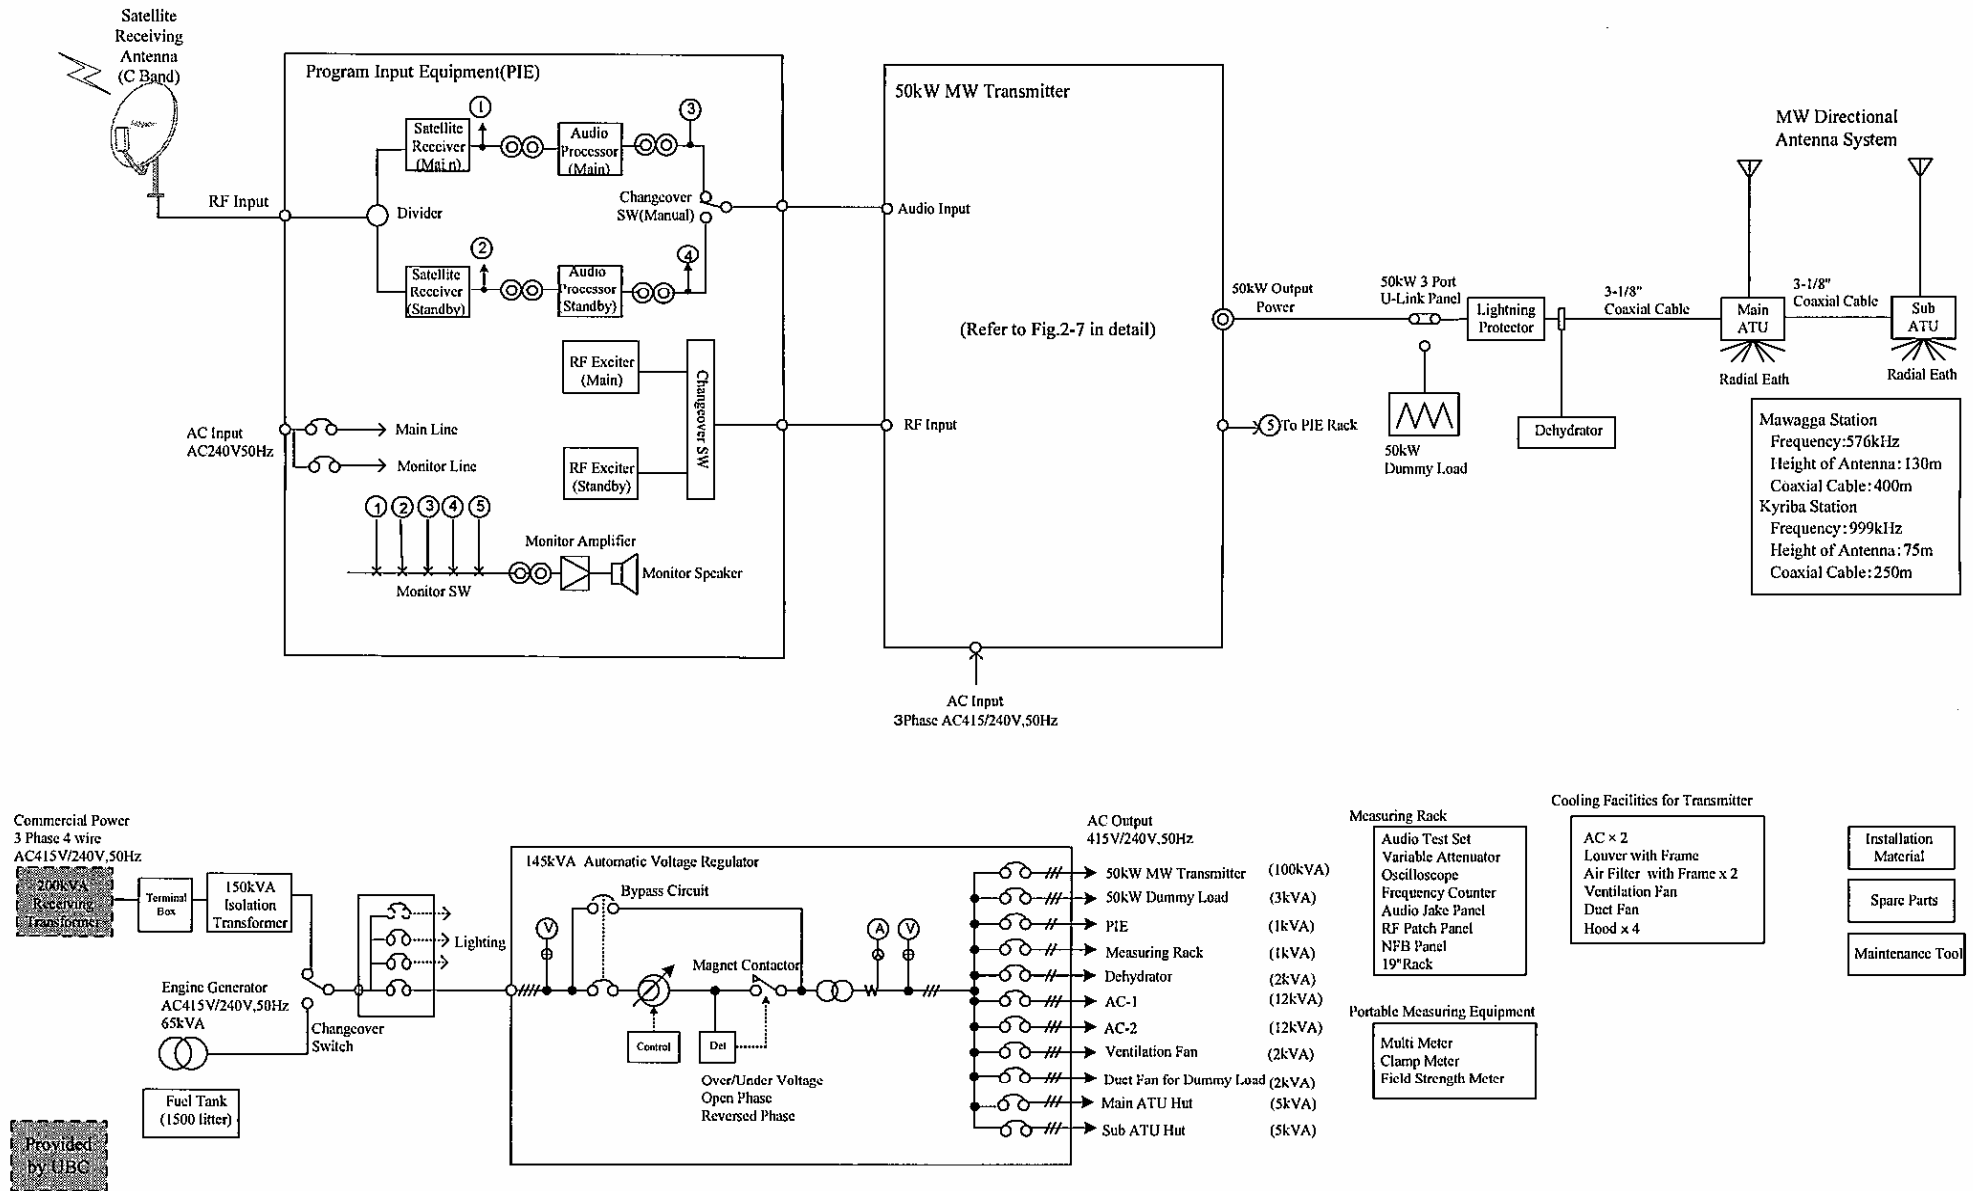 Satellite
Receiving
Antenna
(C Band)
RF Input
Program Input Equipment(PIE)
1
Satellite
Receiver
(Main)
Audio
Processor
(Main)
3
Divider
Changeover
SW(Manual)
2
Satellite
Receiver
(Standby)
Audio
Processor
(Standby)
4
RF Exciter
(Main)
RF Exciter
(Standby)
Changeover SW
AC Input
AC240V50Hz
Main Line
Monitor Line
1 2 3 4 5
Monitor SW
Monitor Amplifier
Monitor Speaker
50kW MW Transmitter
Audio Input
(Refer to Fig.2-7 in detail)
RF Input
AC Input
3Phase AC415/240V,50Hz
50kW Output
Power
5 To PIE Rack
50kW 3 Port
U-Link Panel
50kW
Dummy Load
Lightning
Protector
Dehydrator
3-1/8"
Coaxial Cable
MW Directional
Antenna System
Main
ATU
Radial Eath
3-1/8"
Coaxial Cable
Sub
ATU
Radial Eath
Mawagga Station
Frequency:576kHz
Height of Antenna:130m
Coaxial Cable:400m
Kyriba Station
Frequency:999kHz
Height of Antenna:75m
Coaxial Cable:250m
Commercial Power
3 Phase 4 wire
AC415V/240V,50Hz
200kVA
Receiving
Transformer
Terminal
Box
150kVA
Isolation
Transformer
Lighting
Engine Generator
AC415V/240V,50Hz
65kVA
Changeover
Switch
Fuel Tank
(1500 litter)
Provided
by UBC
145kVA Automatic Voltage Regulator
Bypass Circuit
V
Magnet Contactor
A
V
Control
Det
Over/Under Voltage
Open Phase
Reversed Phase
AC Output
415V/240V,50Hz
50kW MW Transmitter (100kVA)
50kW Dummy Load (3kVA)
PIE (1kVA)
Measuring Rack (1kVA)
Dehydrator (2kVA)
AC-1 (12kVA)
AC-2 (12kVA)
Ventilation Fan (2kVA)
Duct Fan for Dummy Load (2kVA)
Main ATU Hut (5kVA)
Sub ATU Hut (5kVA)
Measuring Rack
Audio Test Set
Variable Attenuator
Oscilloscope
Frequency Counter
Audio Jake Panel
RF Patch Panel
NFB Panel
19"Rack
Portable Measuring Equipment
Multi Meter
Clamp Meter
Field Strength Meter
Cooling Facilities for Transmitter
AC × 2
Louver with Frame
Air Filter with Frame x 2
Ventilation Fan
Duct Fan
Hood x 4
Installation
Material
Spare Parts
Maintenance Tool